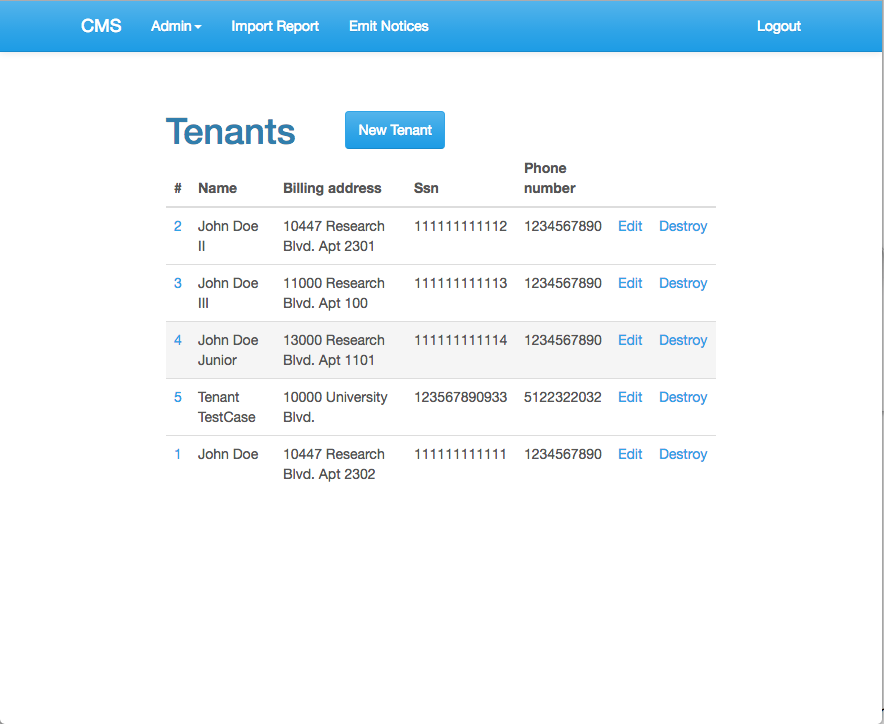 CMS Admin Import Report Emit Notices Logout
Tenants New Tenant
Phone
# Name Billing address Ssn number
2 John Doe 10447 Research 111111111112 1234567890 Edit Destroy
II Blvd. Apt 2301
3 John Doe 11000 Research 111111111113 1234567890 Edit Destroy
III Blvd. Apt 100
4 John Doe 13000 Research 111111111114 1234567890 Edit Destroy
Junior Blvd. Apt 1101
5 Tenant 10000 University 123567890933 5122322032 Edit Destroy
TestCase Blvd.
1 John Doe 10447 Research 111111111111 1234567890 Edit Destroy
Blvd. Apt 2302